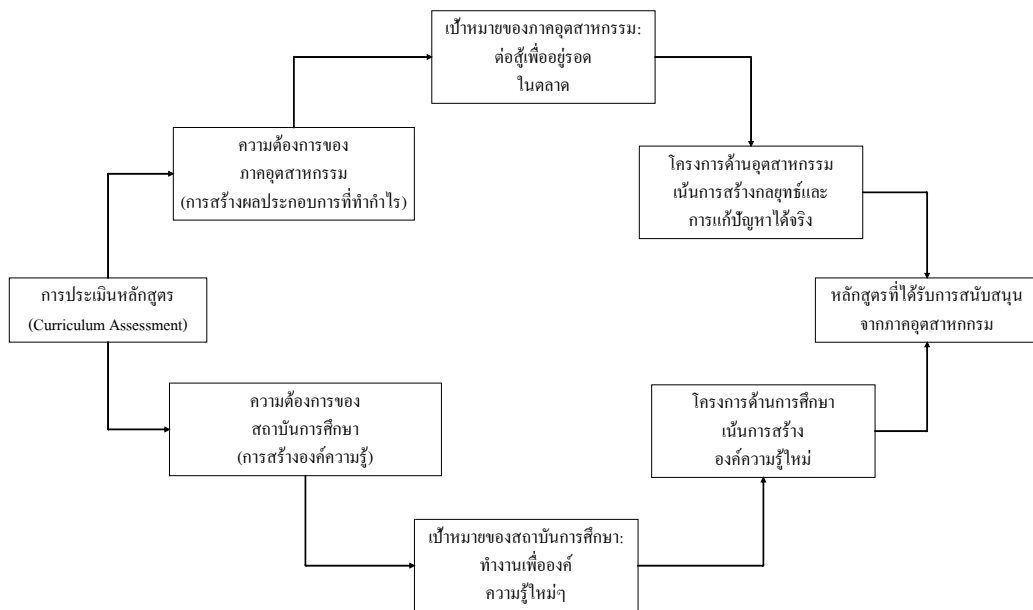 เป้าหมายของภาคอุตสาหกรรม:
ต่อสู้เพื่ออยู่รอด
ในตลาด
ความต้องการของ
ภาคอุตสาหกรรม
(การสร้างผลประกอบการที่ทำกำไร)
โครงการด้านอุตสาหกรรม
เน้นการสร้างกลยุทธ์และ
การแก้ปัญหาได้จริง
การประเมินหลักสูตร
(Curriculum Assessment)
หลักสูตรที่ได้รับการสนับสนุน
จากภาคอุตสาหกกรม
ความต้องการของ
สถาบันการศึกษา
(การสร้างองค์ความรู้)
โครงการด้านการศึกษา
เน้นการสร้าง
องค์ความรู้ใหม่
เป้าหมายของสถาบันการศึกษา:
ทำงานเพื่อองค์
ความรู้ใหม่ๆ